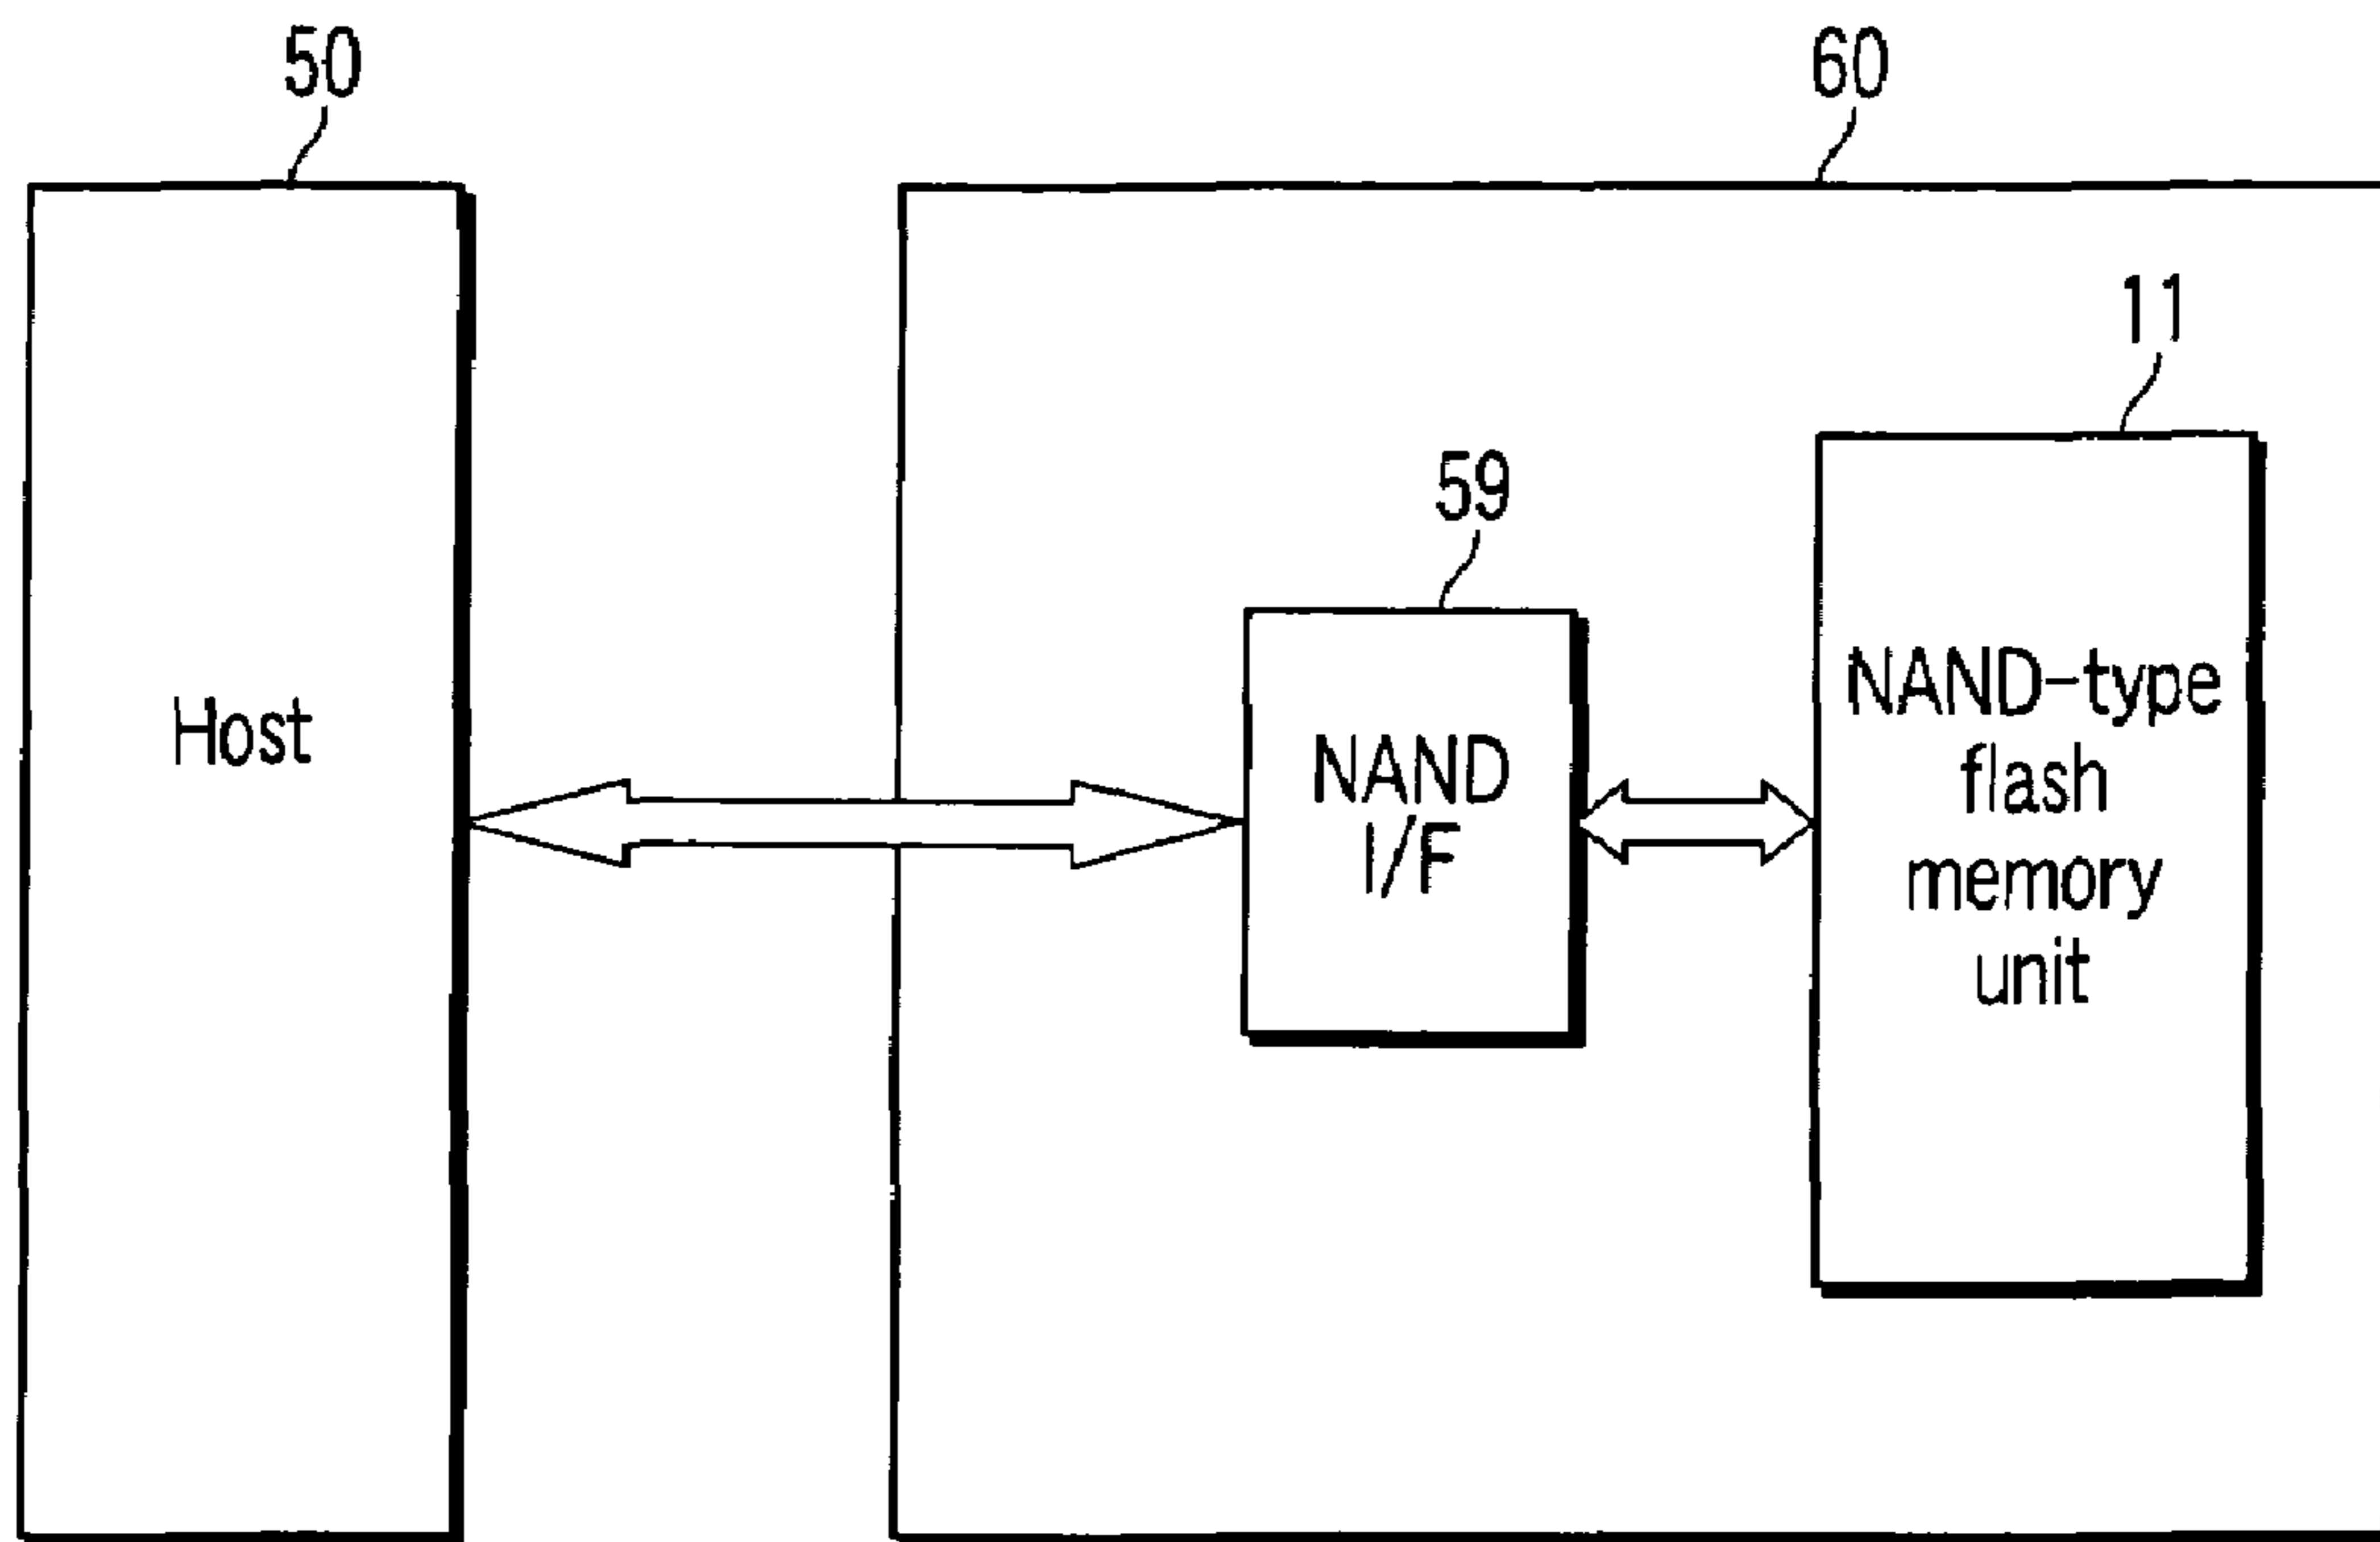 50
60
11
59
Host
NAND
I/F
NAND-type
flash
memory
unit